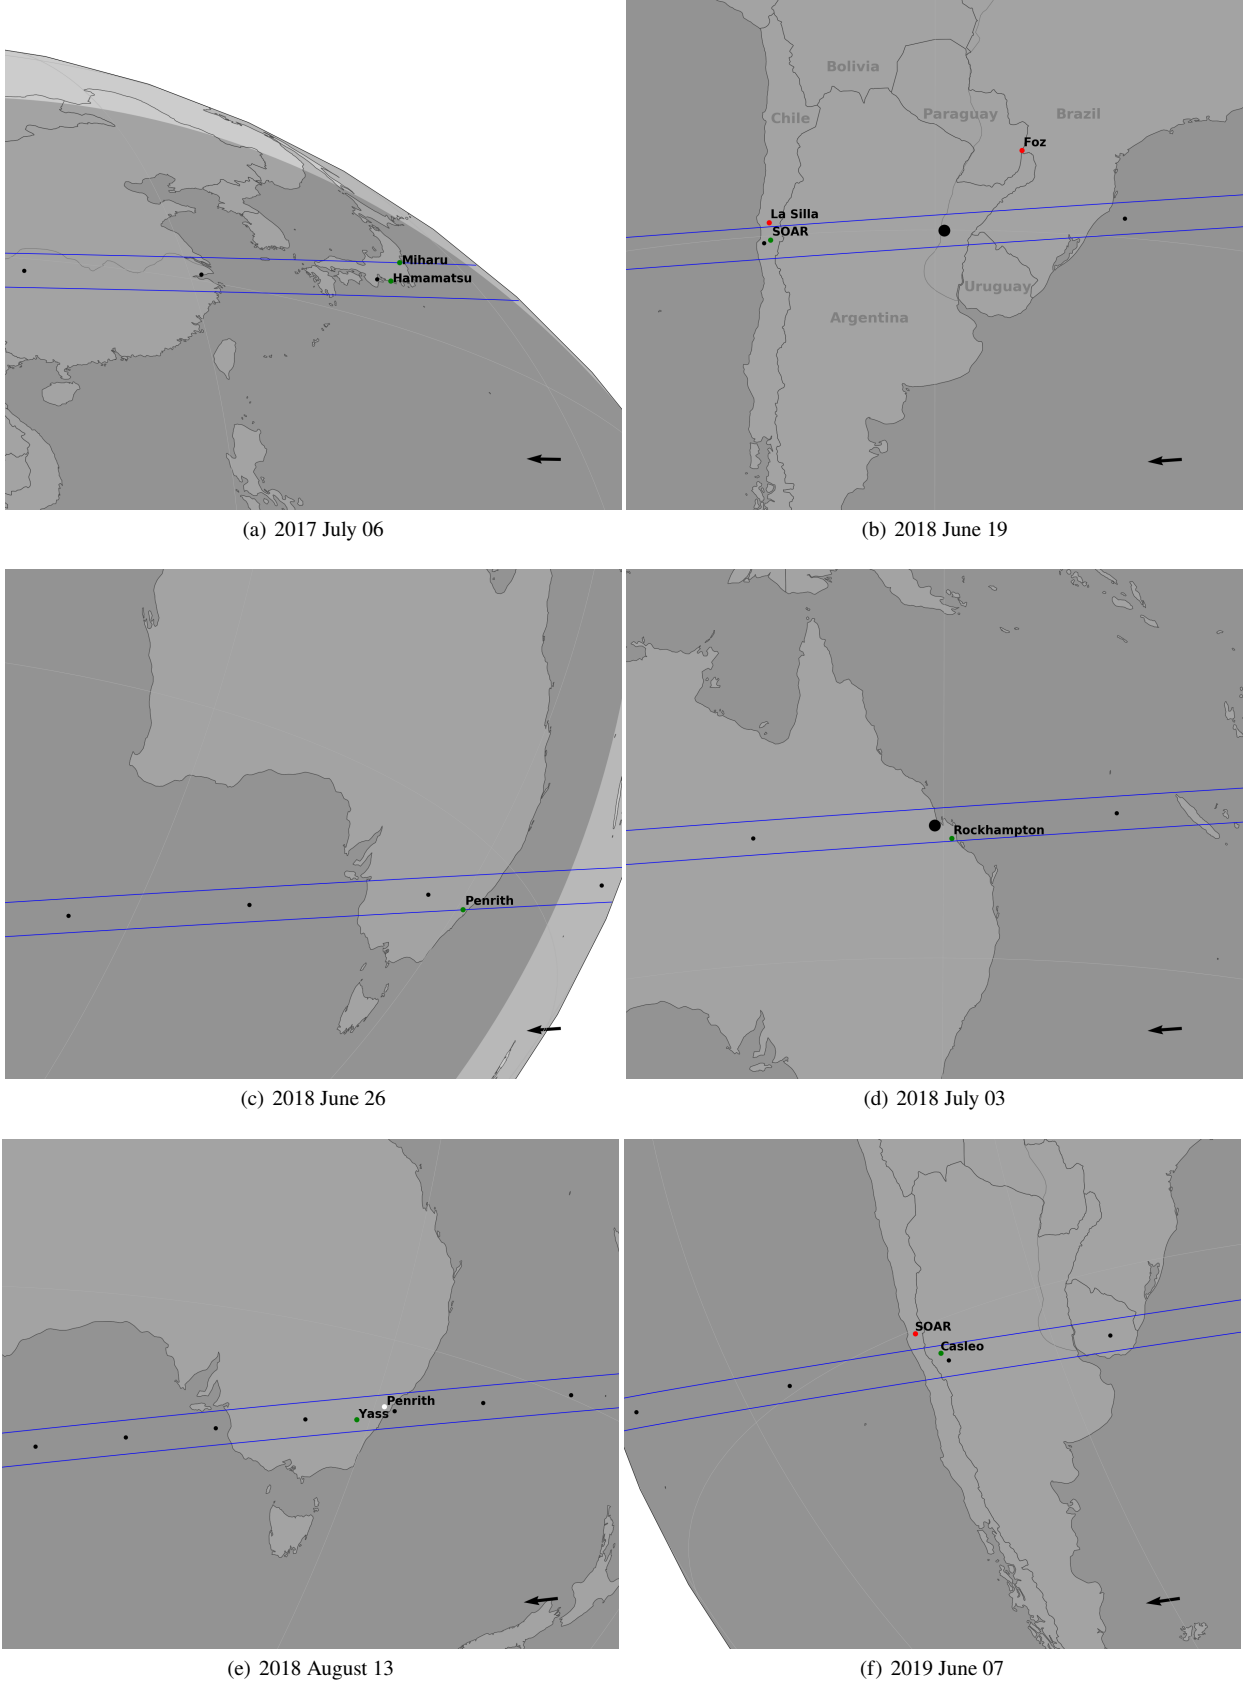 Miharu
Hamamatsu
(a) 2017 July 06
Bolivia
Chile
Paraguay
Brazil
Foz
La Silla
SOAR
Uruguay
Argentina
(b) 2018 June 19
Penrith
(c) 2018 June 26
Rockhampton
(d) 2018 July 03
Penrith
Yass
(e) 2018 August 13
SOAR
Casleo
(f) 2019 June 07